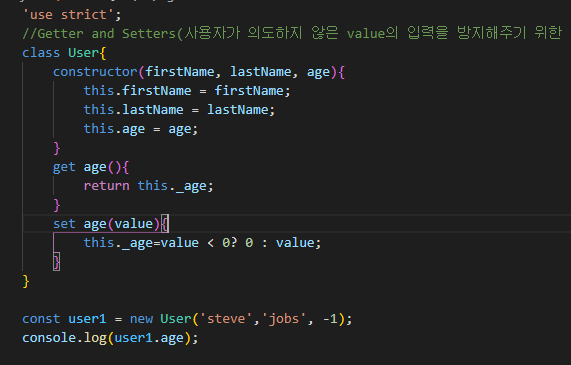 'use strict';
//Getter and Setters(사용자가 의도하지 않은 value의 입력을 방지해주기 위한
class User{
    constructor(firstName, lastName, age){
        this.firstName = firstName;
        this.lastName = lastName;
        this.age = age;
    }
    get age(){
        return this._age;
    }
    set age(value){
        this._age=value < 0? 0 : value;
    }
}
const user1 = new User('steve','jobs', -1);
console.log(user1.age);